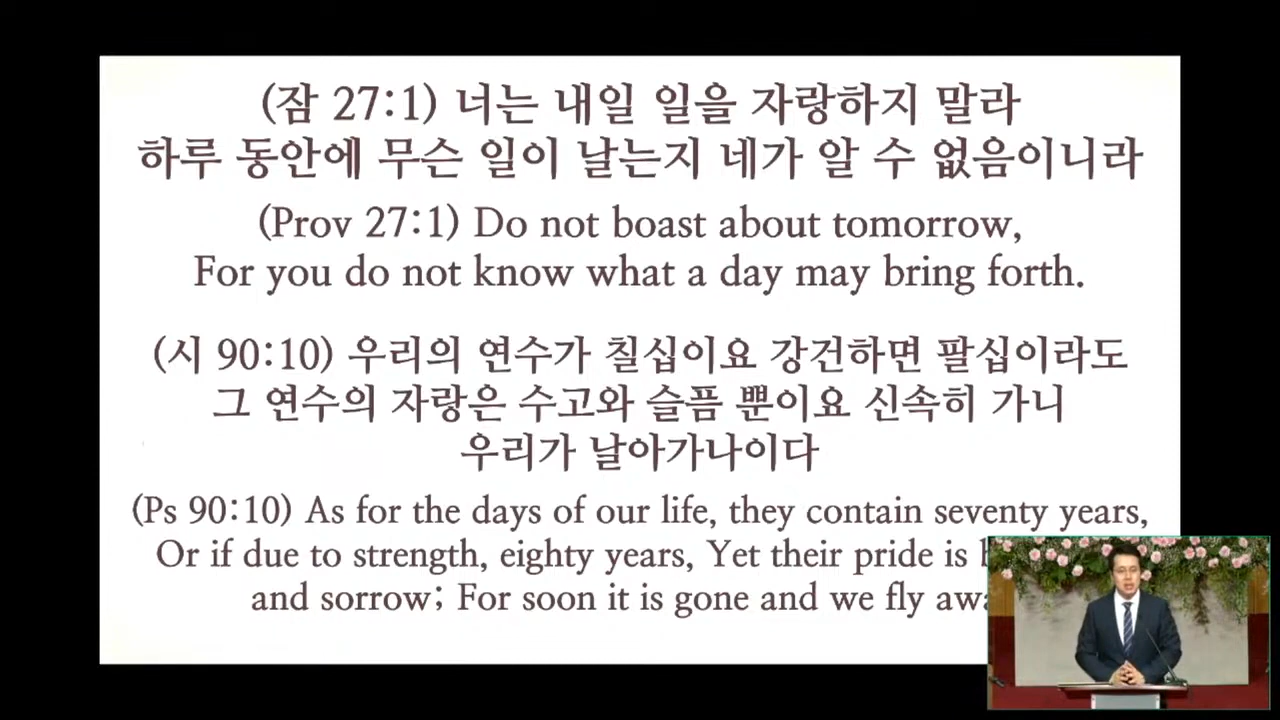 (잠 27:1) 너는 내일 일을 자랑하지 말라
하루 동안에 무슨 일이 날는지 네가 알 수 없음이니라
(Prov 27:1) Do not boast about tomorrow,
For you do not know what a day may bring forth.
(시 90:10) 우리의 연수가 칠십이요 강건하면 팔십이라도
그 연수의 자랑은 수고와 슬픔 뿐이요 신속히 가니
우리가 날아가나이다
(Ps 90:10) As for the days of our life, they contain seventy years,
Or if due to strength, eighty years, Yet their pride is
and sorrow; For soon it is gone and we fly